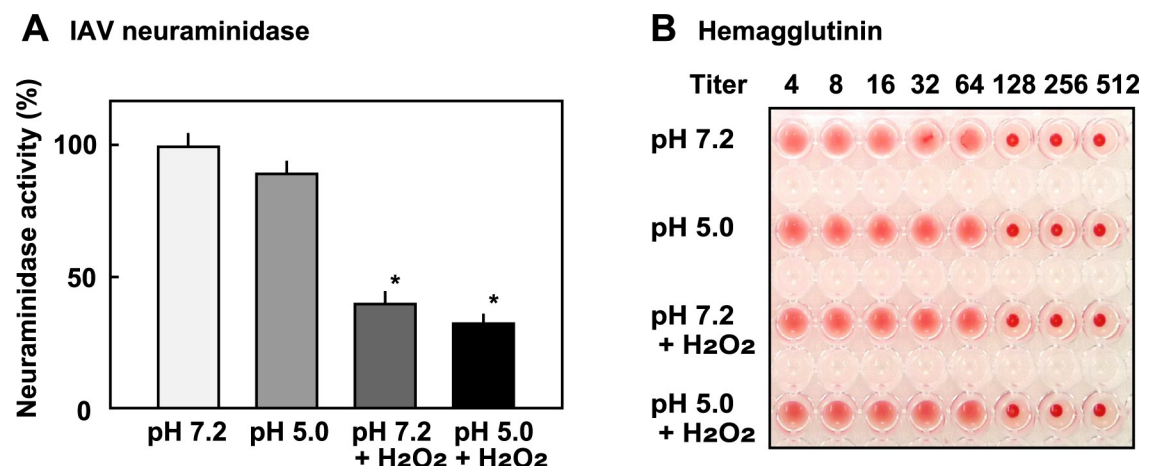 A IAV neuraminidase
Neuraminidase activity (%)
100
50
0
*
*
pH 7.2
pH 5.0
pH 7.2
+ H2O2
pH 5.0
+ H2O2
B Hemagglutinin
Titer 4 8 16 32 64 128 256 512
pH 7.2
pH 5.0
pH 7.2
+ H2O2
pH 5.0
+ H2O2